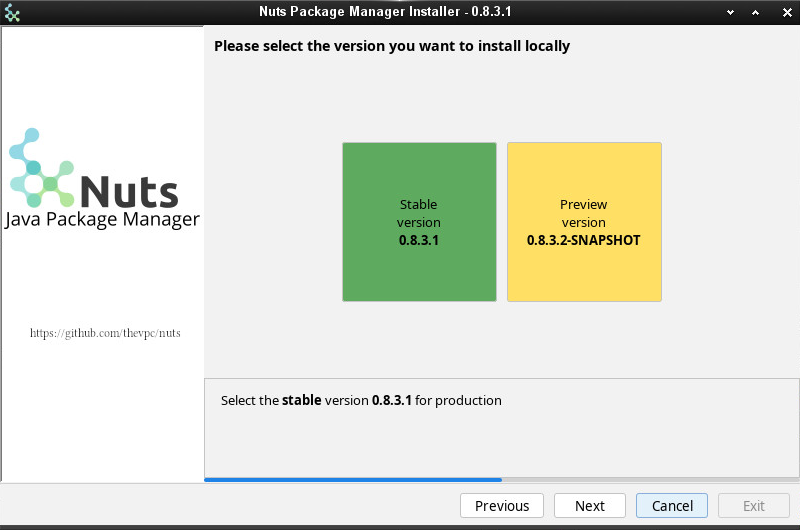 Nuts Package Manager Installer - 0.8.3.1
Please select the version you want to install locally
Nuts
Java Package Manager
https://github.com/thevpc/nuts
Stable
version
0.8.3.1
Preview
version
0.8.3.2-SNAPSHOT
Select the stable version 0.8.3.1 for production
Previous
Next
Cancel
Exit